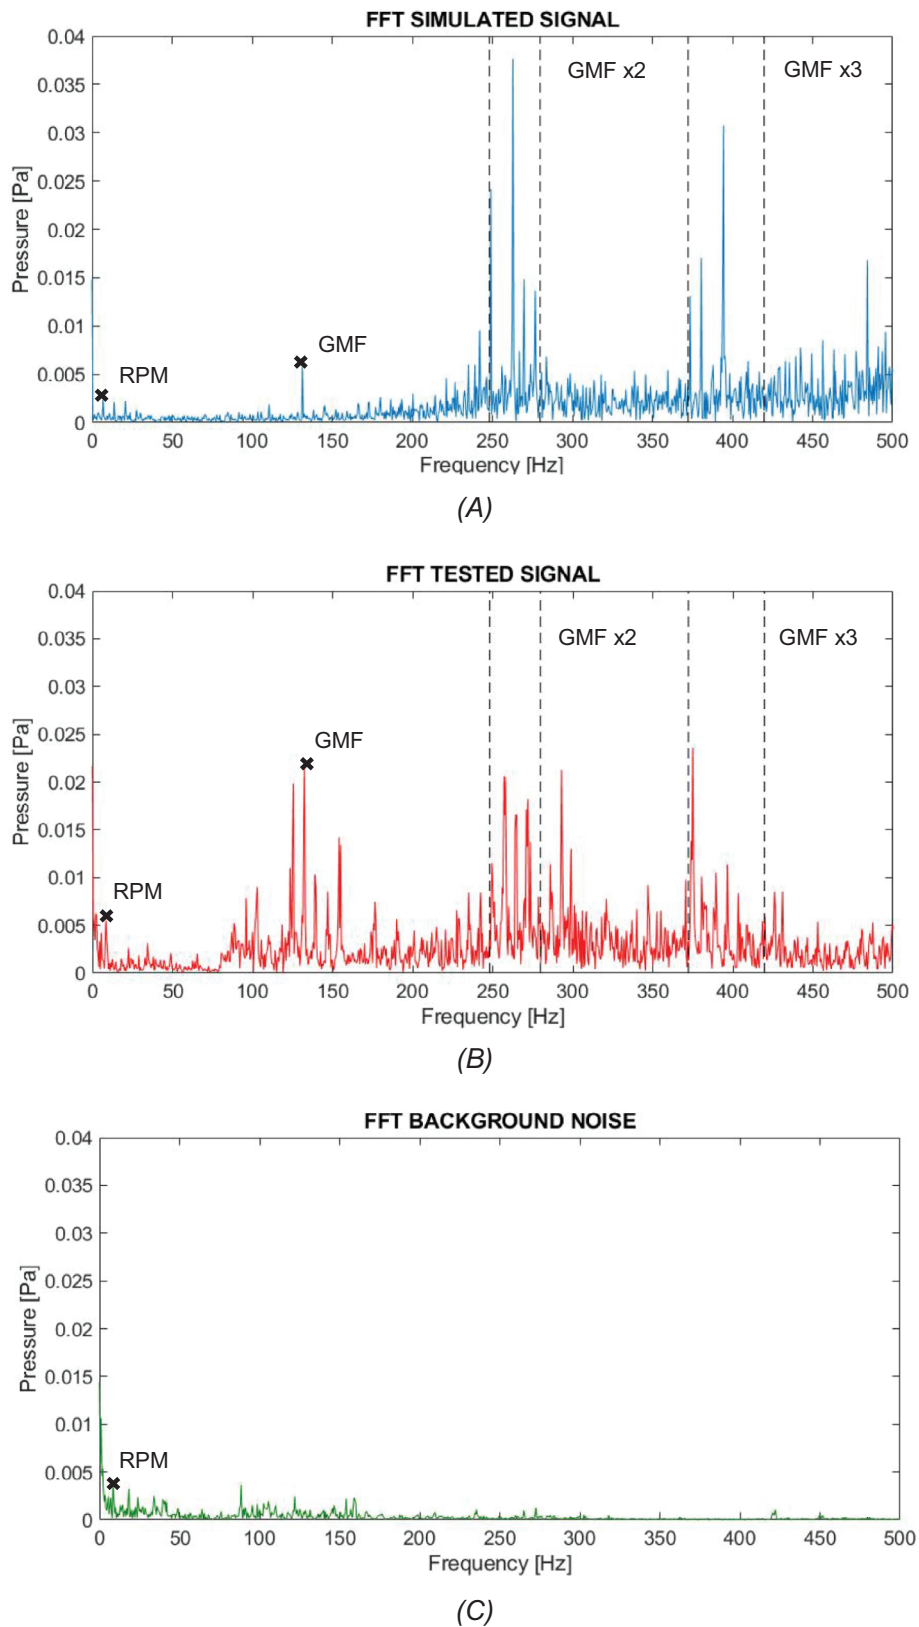 FFT SIMULATED SIGNAL
0.04
0.035
0.03
0.025
0.02
0.015
0.01
0.005
0
Pressure [Pa]
GMF x2
GMF x3
RPM
GMF
0 50 100 150 200 250 300 350 400 450 500
Frequency [Hz]
(A)
FFT TESTED SIGNAL
0.04
0.035
0.03
0.025
0.02
0.015
0.01
0.005
0
Pressure [Pa]
GMF x2
GMF x3
GMF
RPM
0 50 100 150 200 250 300 350 400 450 500
Frequency [Hz]
(B)
FFT BACKGROUND NOISE
0.04
0.035
0.03
0.025
0.02
0.015
0.01
0.005
0
Pressure [Pa]
RPM
0 50 100 150 200 250 300 350 400 450 500
Frequency [Hz]
(C)